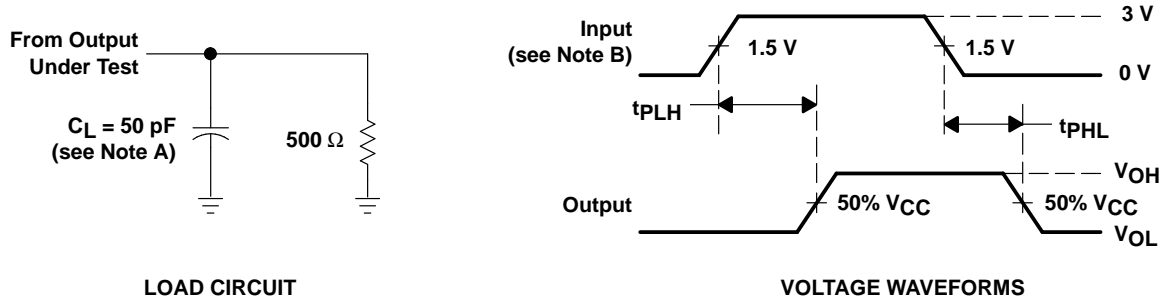 From Output
Under Test
CL = 50 pF
(see Note A)
500 Ω
LOAD CIRCUIT
Input
(see Note B)
1.5 V
1.5 V
3 V
0 V
tPLH
tPHL
Output
50% VCC
50% VCC
VOH
VOL
VOLTAGE WAVEFORMS